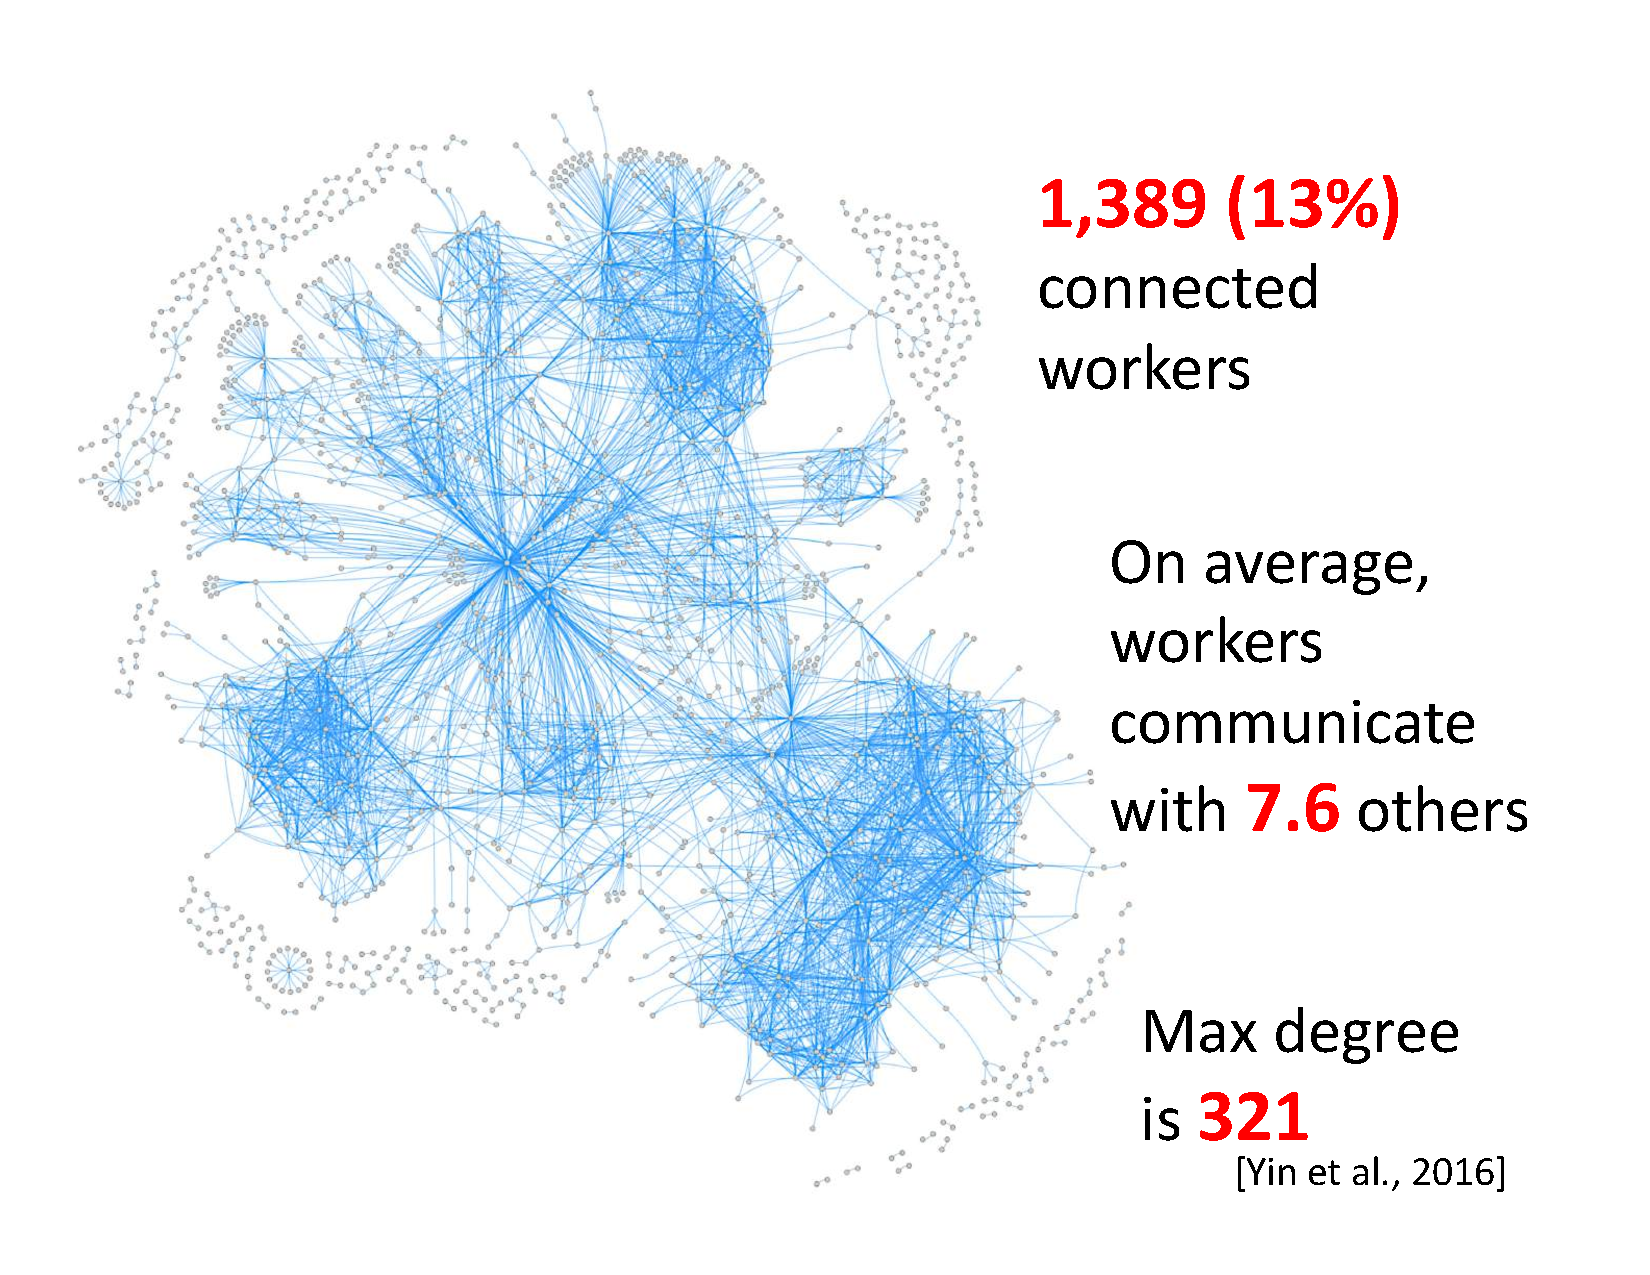 1,389 (13%)
connected
workers
On average,
workers
communicate
with 7.6 others
Max degree
is 321
[Yin et al., 2016]